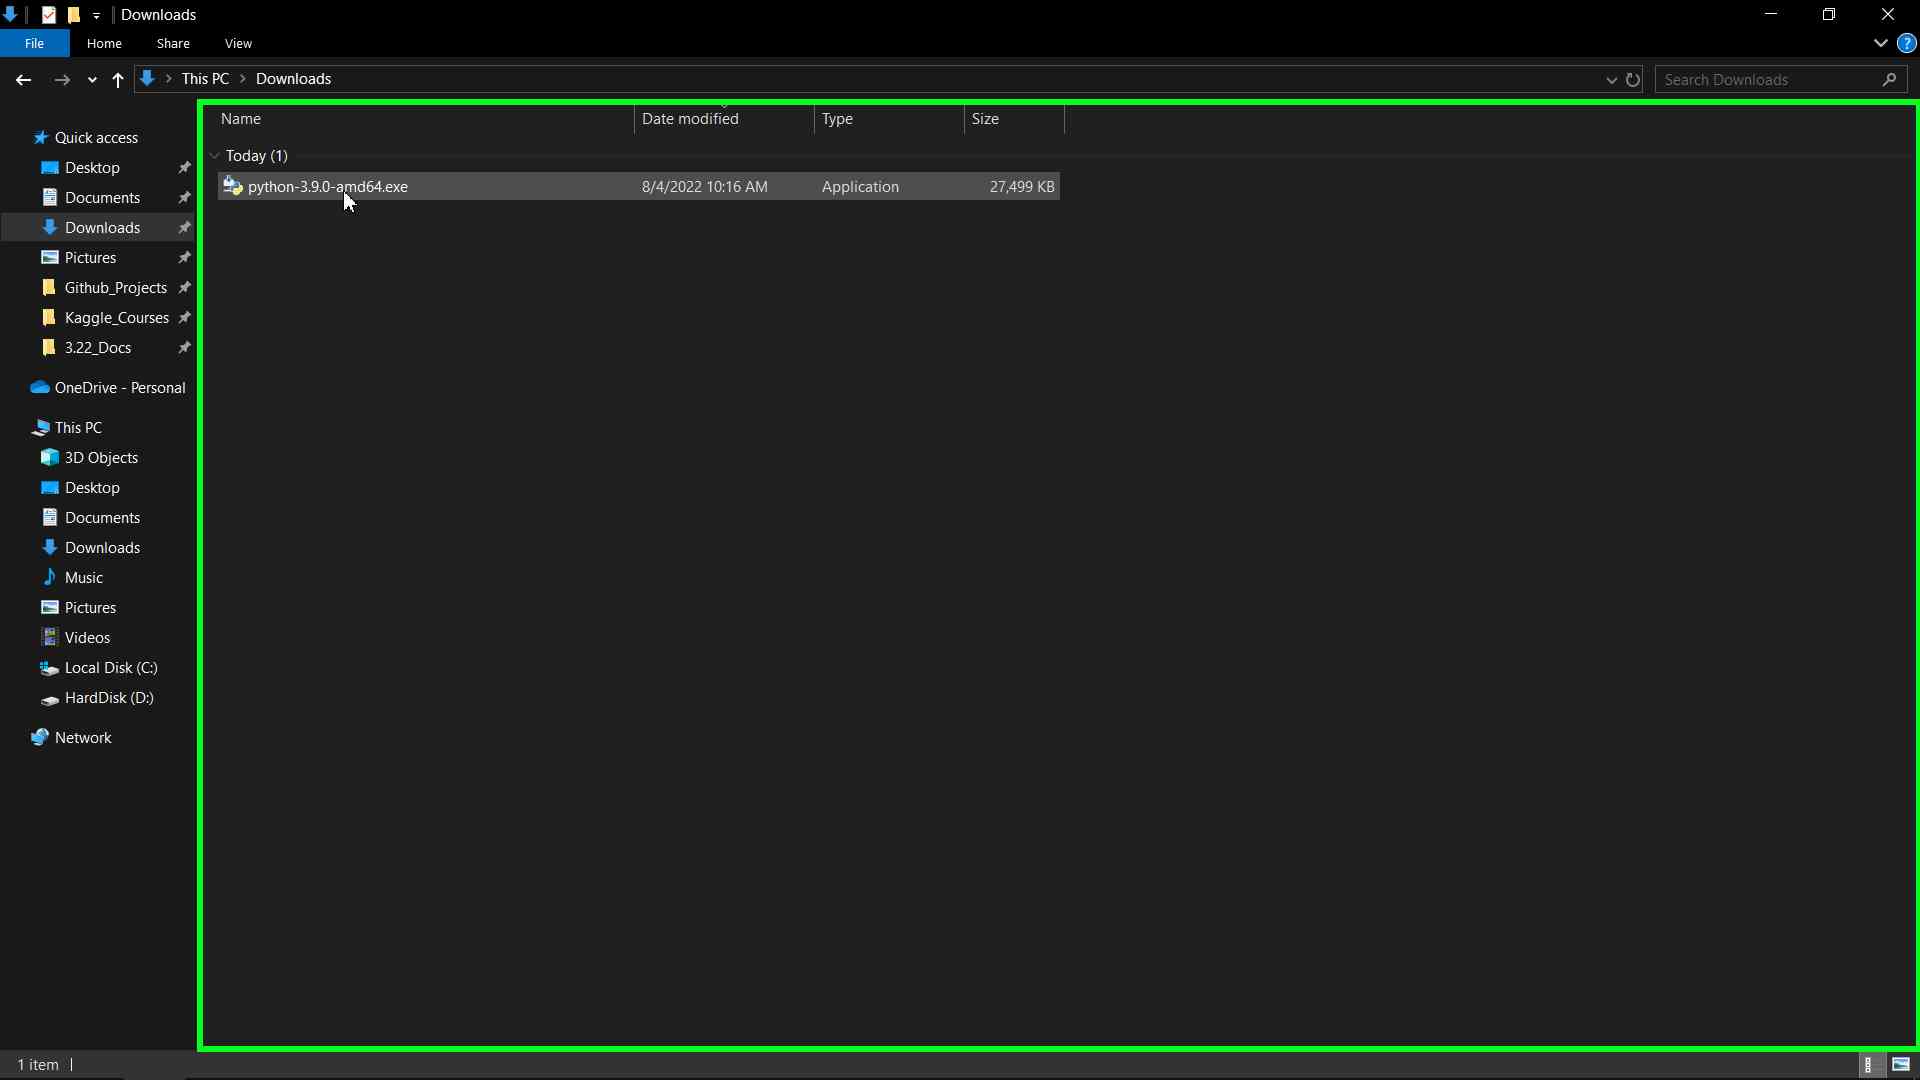 Downloads
File Home Share View
This PC > Downloads
Search Downloads
Name Date modified Type Size
Today (1)
python-3.9.0-amd64.exe 8/4/2022 10:16 AM Application 27,499 KB
Quick access
Desktop
Documents
Downloads
Pictures
Github_Projects
Kaggle_Courses
3.22_Docs
OneDrive - Personal
This PC
3D Objects
Desktop
Documents
Downloads
Music
Pictures
Videos
Local Disk (C:)
HardDisk (D:)
Network
1 item